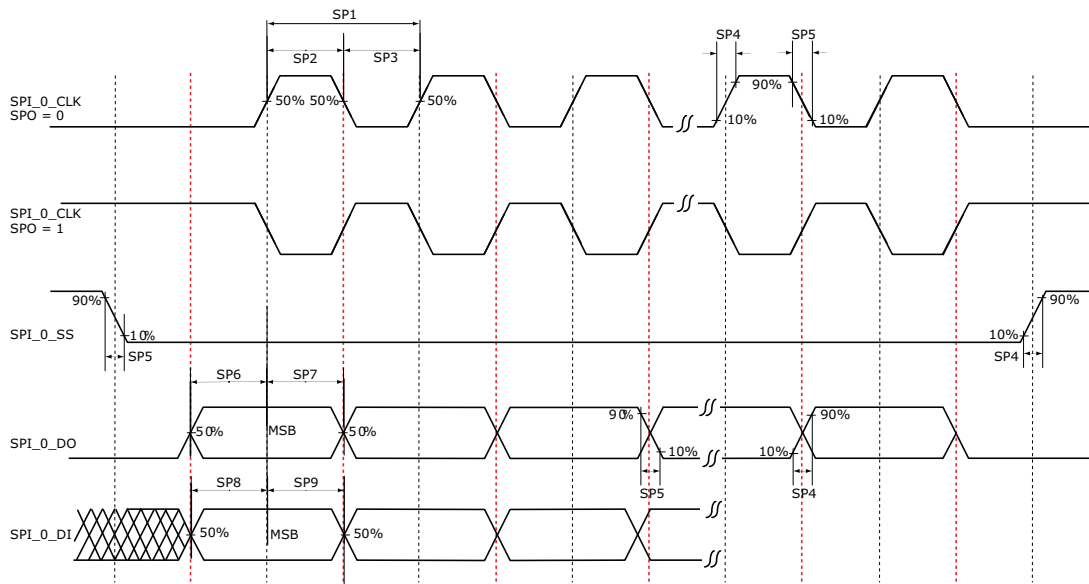 SP1
SP2 SP3
SP4 SP5
SPI_0_CLK
SPO = 0
50% 50% 50%
90%
10% 10%
SPI_0_CLK
SPO = 1
90% 90%
SPI_0_SS
10% 10%
SP5 SP4
SP6 SP7
90% 90%
SPI_0_DO
50% MSB 50%
10% 10%
SP5 SP4
SP8 SP9
SPI_0_DI
50% MSB 50%